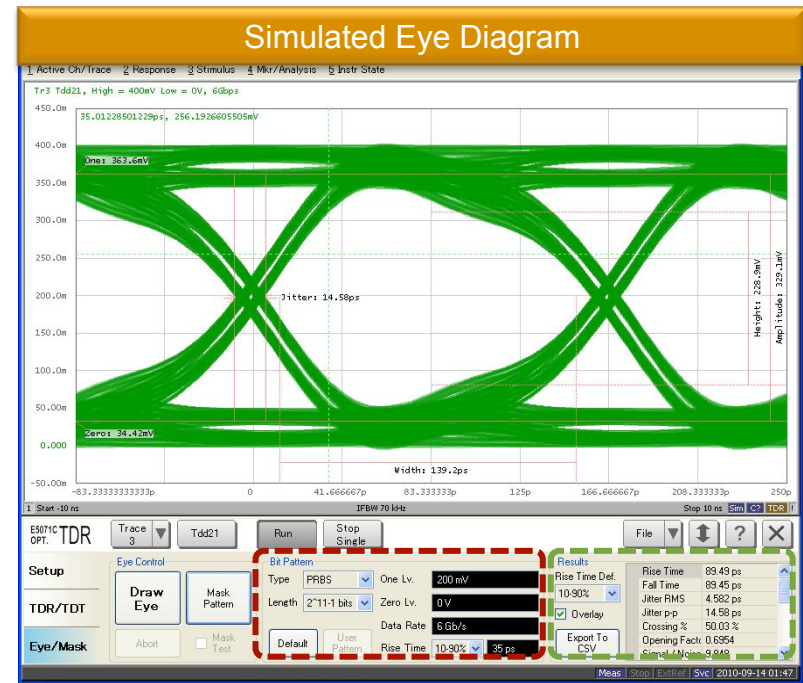 Simulated Eye Diagram
1 Active Ch/Trace 2 Response 3 Stimulus 4 Mkr/Analysis 5 Instr State
Tr3 Tdd21, High = 400mV Low = 0V, 6Gbps
450.0m
35.01228501229ps, 256.1926605505mV
400.0m
One: 363.6mV
350.0m
300.0m
250.0m
200.0m
Jitter: 14.58ps
Height: 228.9mV
Amplitude: 329.1mV
150.0m
100.0m
50.00m
Zero: 34.42mV
0.000
Width: 139.2ps
-50.00m
-83.33333333333p 0 41.666667p 83.333333p 125p 166.666667p 208.333333p 250p
1 Start -10 ns IFBW 70 kHz Stop 10 ns Sim C? TDR !
E5071C OPT. TDR Trace 3 Tdd21 Run Stop Single File ?
Setup
TDR/TDT
Eye/Mask
Eye Control
Draw Eye
Mask Pattern
Abort
Mask Test
Bit Pattern
Type PRBS One Lv. 200 mV
Length 2^11-1 bits Zero Lv. 0 V
Data Rate 6 Gb/s
Default User Pattern Rise Time 10-90% 35 ps
Results
Rise Time Def.
10-90%
Overlay
Export To CSV
Rise Time 89.49 ps
Fall Time 89.45 ps
Jitter RMS 4.582 ps
Jitter p-p 14.58 ps
Crossing % 50.03 %
Opening Facto 0.6954
Signal / Noise 9.848
Meas Stop ExtRef Svc 2010-09-14 01:47